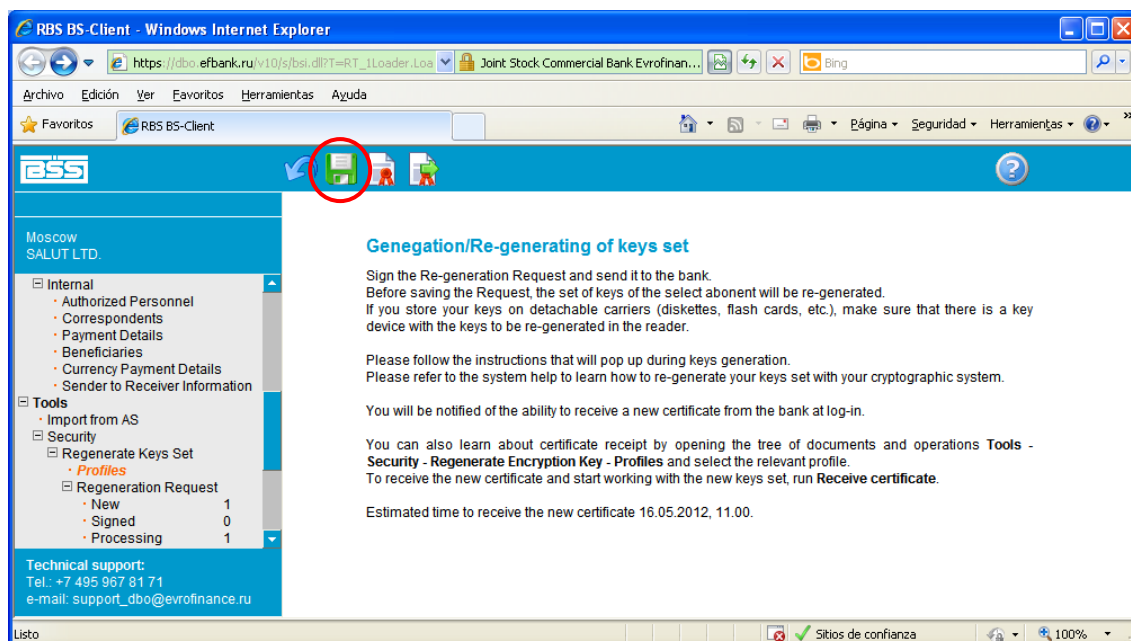 RBS BS-Client - Windows Internet Explorer
https://dbo.efbank.ru/v10/s/bsi.dll?T=RT_1Loader.Loa
Joint Stock Commercial Bank Evrofinan...
Bing
Archivo Edición Ver Favoritos Herramientas Ayuda
Favoritos
RBS BS-Client
Página
Seguridad
Herramientas
»
BSS
Moscow
SALUT LTD.
Internal
Authorized Personnel
Correspondents
Payment Details
Beneficiaries
Currency Payment Details
Sender to Receiver Information
Tools
Import from AS
Security
Regenerate Keys Set
Profiles
Regeneration Request
New 1
Signed 0
Processing 1
Technical support:
Tel.: +7 495 967 81 71
e-mail: support_dbo@evrofinance.ru
Genegation/Re-generating of keys set
Sign the Re-generation Request and send it to the bank.
Before saving the Request, the set of keys of the select abonent will be re-generated.
If you store your keys on detachable carriers (diskettes, flash cards, etc.), make sure that there is a key
device with the keys to be re-generated in the reader.
Please follow the instructions that will pop up during keys generation.
Please refer to the system help to learn how to re-generate your keys set with your cryptographic system.
You will be notified of the ability to receive a new certificate from the bank at log-in.
You can also learn about certificate receipt by opening the tree of documents and operations Tools -
Security - Regenerate Encryption Key - Profiles and select the relevant profile.
To receive the new certificate and start working with the new keys set, run Receive certificate.
Estimated time to receive the new certificate 16.05.2012, 11.00.
Listo
Sitios de confianza
100%